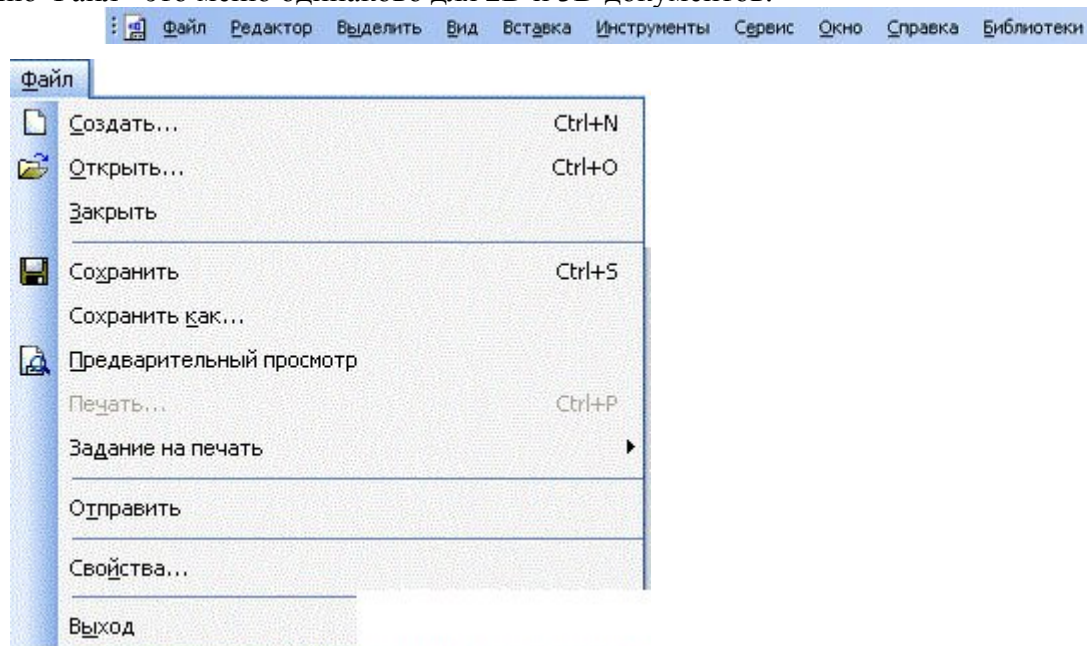 Файл Редактор Выделить Вид Вставка Инструменты Сервис Окно Справка Библиотеки
Файл
Создать... Ctrl+N
Открыть... Ctrl+O
Закрыть
Сохранить Ctrl+S
Сохранить как...
Предварительный просмотр
Печать... Ctrl+P
Задание на печать
Отправить
Свойства...
Выход